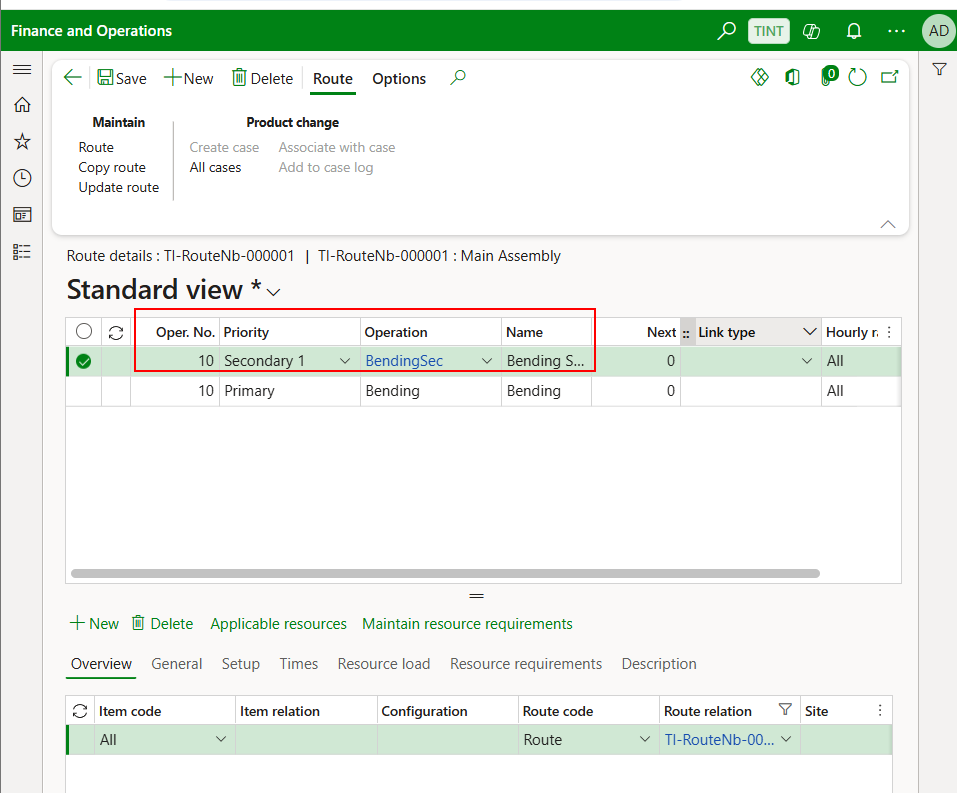 Finance and Operations TINT AD
Save New Delete Route Options 0
Maintain Product change
Route Create case Associate with case
Copy route All cases Add to case log
Update route
Route details : TI-RouteNb-000001 | TI-RouteNb-000001 : Main Assembly
Standard view *
Oper. No. Priority Operation Name Next Link type Hourly r
10 Secondary 1 BendingSec Bending S... 0 All
10 Primary Bending Bending 0 All
New Delete Applicable resources Maintain resource requirements
Overview General Setup Times Resource load Resource requirements Description
Item code Item relation Configuration Route code Route relation Site
All Route TI-RouteNb-00...